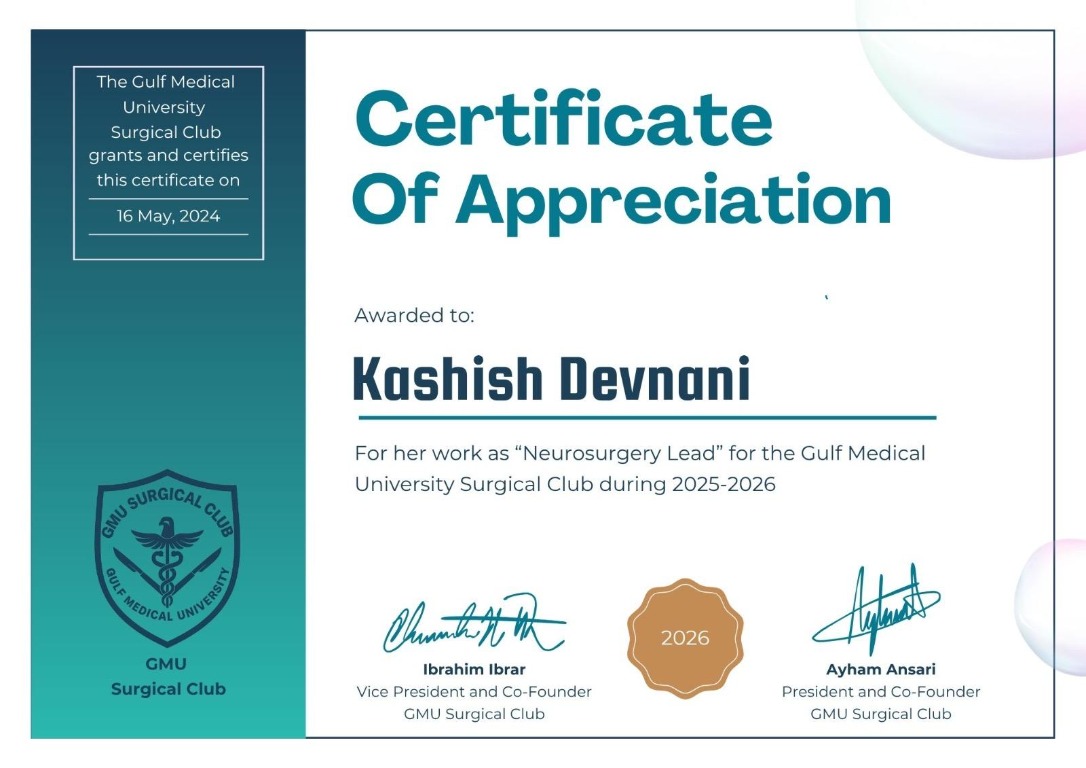 The Gulf Medical
University
Surgical Club
grants and certifies
this certificate on
16 May, 2024
Certificate
Of Appreciation
Awarded to:
Kashish Devnani
For her work as “Neurosurgery Lead” for the Gulf Medical
University Surgical Club during 2025-2026
GMU SURGICAL CLUB
GULF MEDICAL UNIVERSITY
GMU
Surgical Club
Ibrahim Ibrar
Vice President and Co-Founder
GMU Surgical Club
2026
Ayham Ansari
President and Co-Founder
GMU Surgical Club